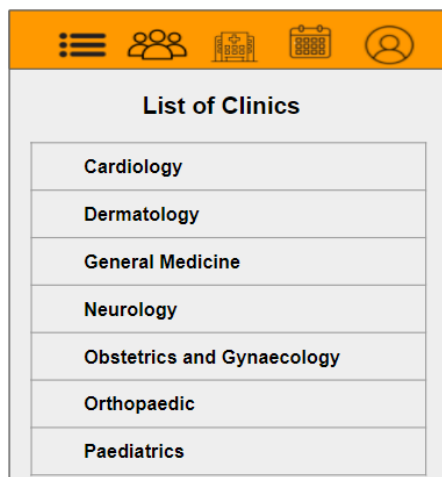 List of Clinics
Cardiology
Dermatology
General Medicine
Neurology
Obstetrics and Gynaecology
Orthopaedic
Paediatrics